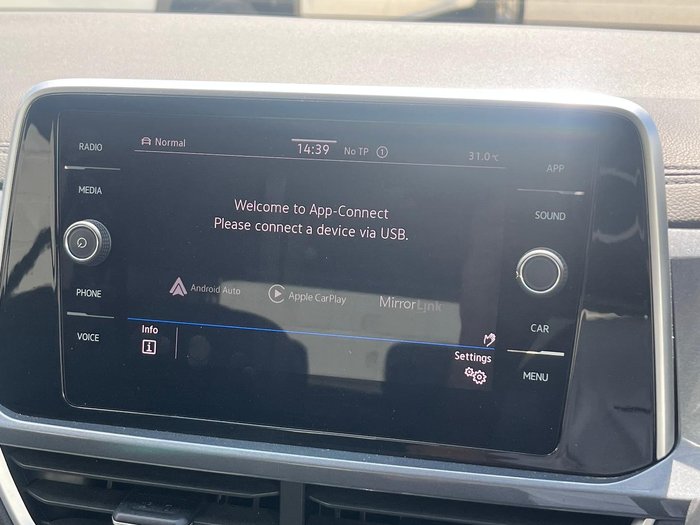 RADIO
MEDIA
PHONE
VOICE
Normal
14:39
No TP
1
31.0°C
Welcome to App-Connect
Please connect a device via USB.
Android Auto
Apple CarPlay
MirrorLink
Info
i
Settings
APP
SOUND
CAR
MENU